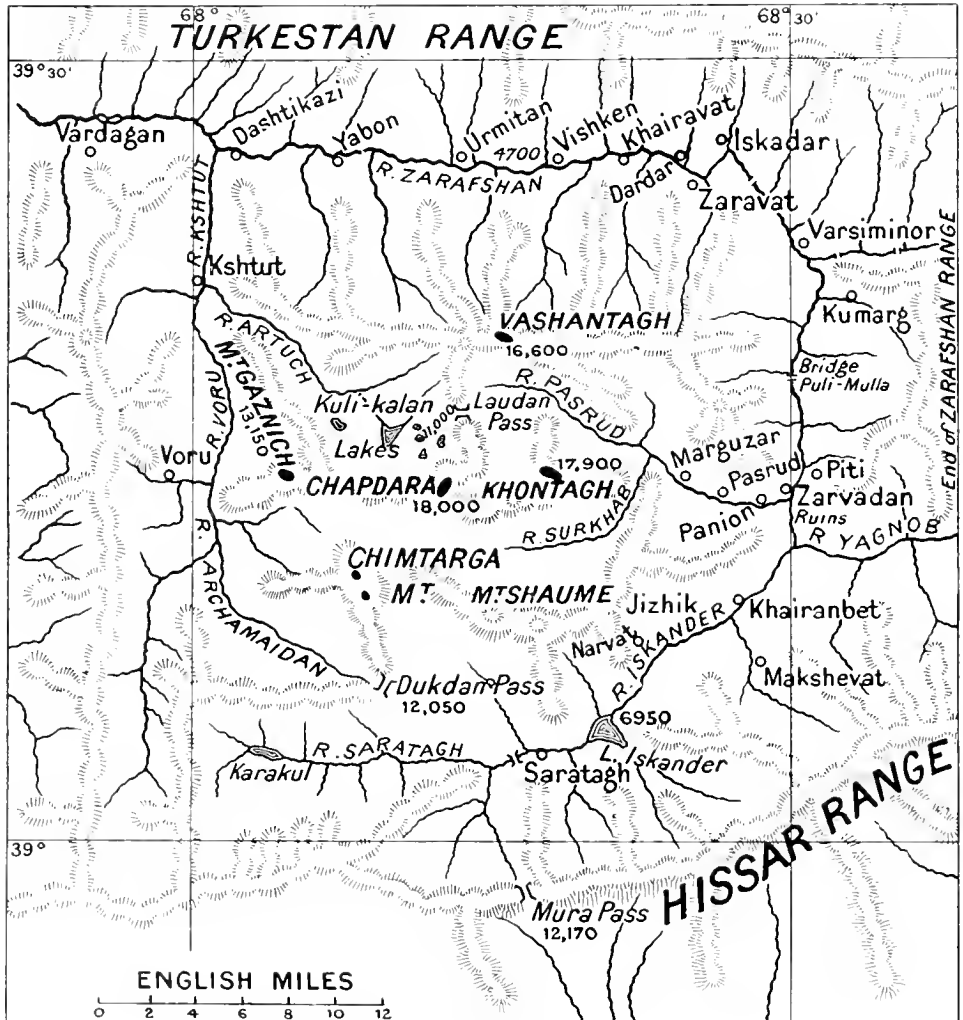 68°
68°30'
TURKESTAN RANGE
39°30'
Vardagan
Dashtikazi
Yabon
Urmitan
4700
Vishken
Khairavat
Iskadar
R. ZARAFSHAN
Dardar
Zaravat
R. KSHTUT
Varsiminor
Kshtut
End of ZARAFSHAN RANGE
Kumarg
VASHANTAGH
16,600
R. ARTUCH
Bridge
Puli-Mulla
MT. GAZNICH
13,150
R. VORU
Kuli-kalan
Lakes
11,000
Laudan
Pass
R. PASRUD
Voru
17,900
Marguzar
Pasrud
Piti
CHAPDARA
18,000
KHONTAGH
Panion
Zarvadan
Ruins
R. SURKHAB
R YAGNOB
CHIMTARGA
MT.
MT SHAUME
Jizhik
Khairanbet
R. ARCHAMAIDAN
Narvat
R. ISKANDER
Makshevat
Dukdan Pass
12,050
6950
R. SARATAGH
Karakul
Saratagh
L. Iskander
39°
HISSAR RANGE
Mura Pass
12,170
ENGLISH MILES
0 2 4 6 8 10 12